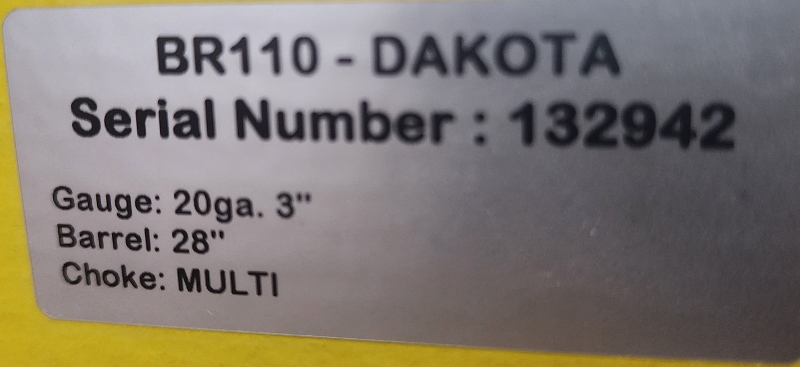 BR110 - DAKOTA
Serial Number : 132942
Gauge: 20ga. 3"
Barrel: 28"
Choke: MULTI